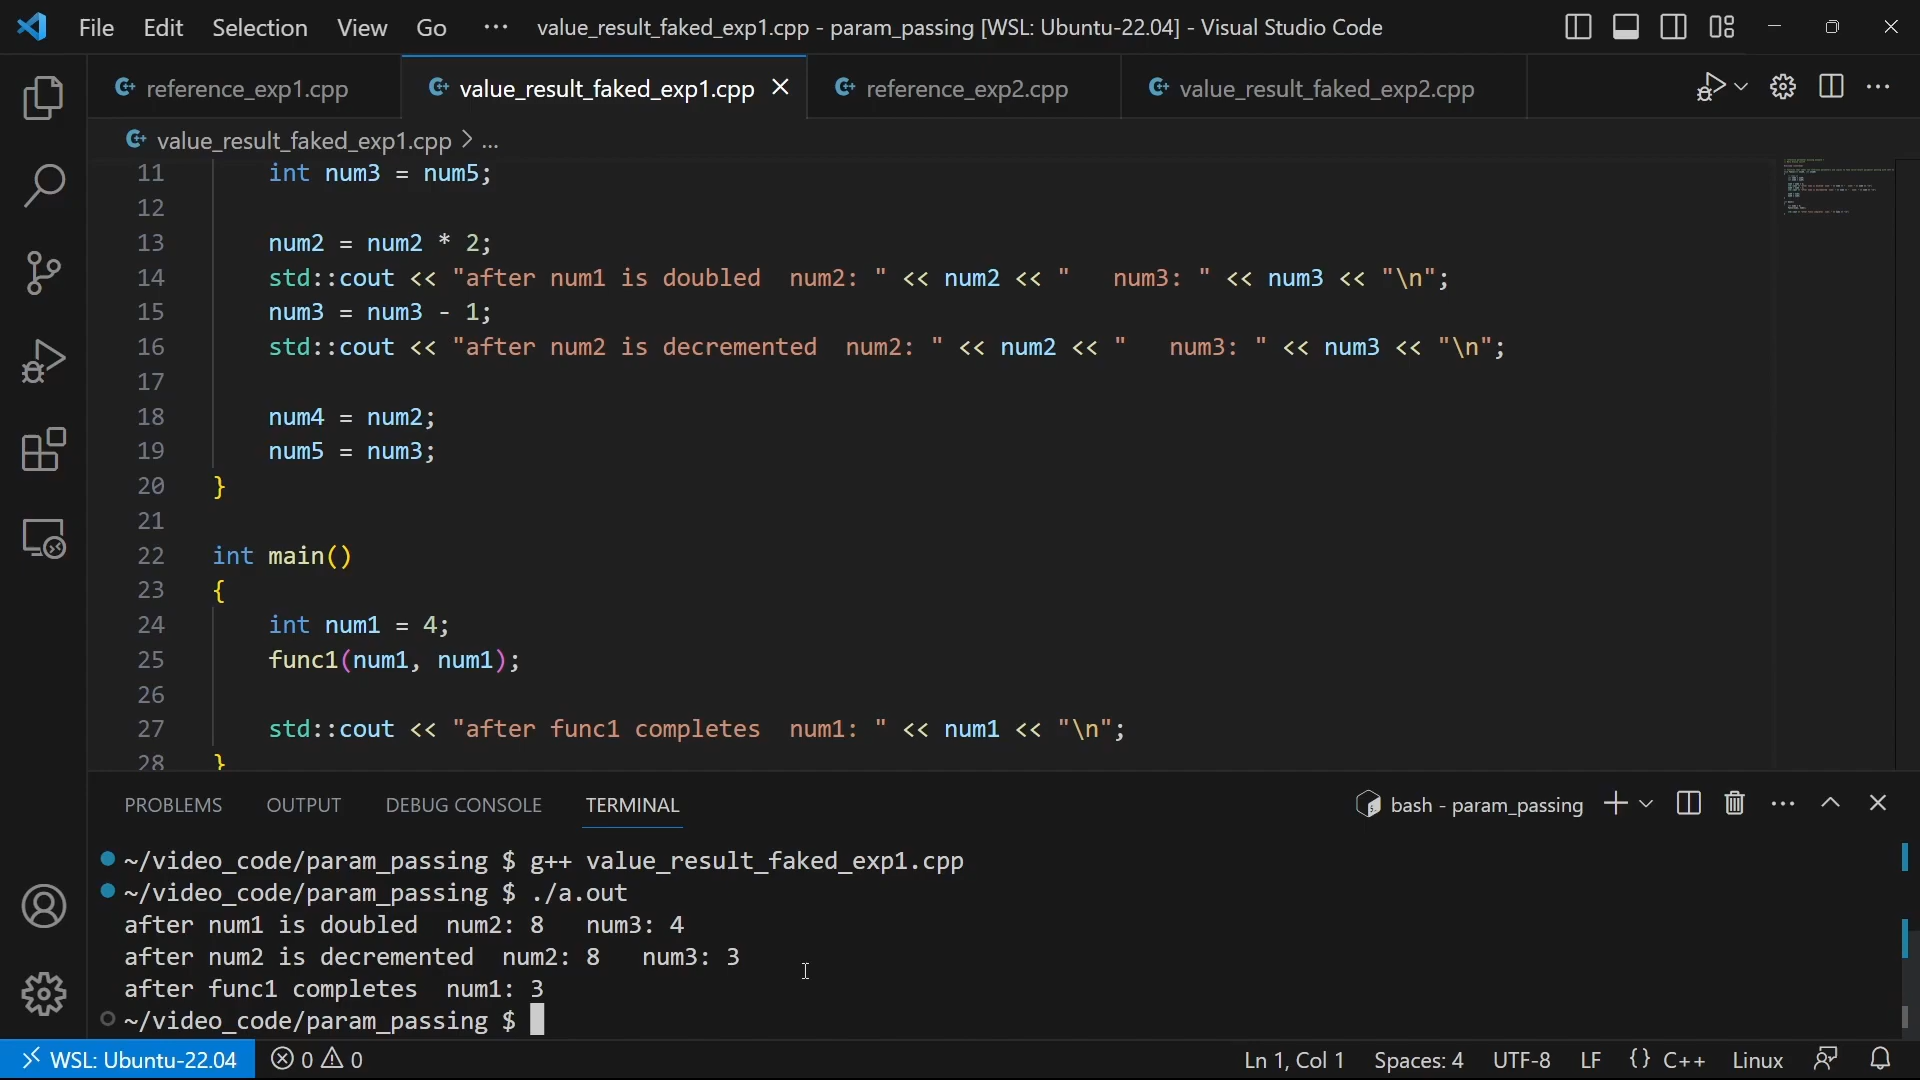 File Edit Selection View Go ··· value_result_faked_exp1.cpp - param_passing [WSL: Ubuntu-22.04] - Visual Studio Code
reference_exp1.cpp value_result_faked_exp1.cpp reference_exp2.cpp value_result_faked_exp2.cpp
value_result_faked_exp1.cpp > ...
11 int num3 = num5;
12
13 num2 = num2 * 2;
14 std::cout << "after num1 is doubled  num2: " << num2 << "   num3: " << num3 << "\n";
15 num3 = num3 - 1;
16 std::cout << "after num2 is decremented  num2: " << num2 << "   num3: " << num3 << "\n";
17
18 num4 = num2;
19 num5 = num3;
20 }
21
22 int main()
23 {
24 int num1 = 4;
25 func1(num1, num1);
26
27 std::cout << "after func1 completes  num1: " << num1 << "\n";
28 }
PROBLEMS OUTPUT DEBUG CONSOLE TERMINAL bash - param_passing
~/video_code/param_passing $ g++ value_result_faked_exp1.cpp
~/video_code/param_passing $ ./a.out
after num1 is doubled  num2: 8   num3: 4
after num2 is decremented  num2: 8   num3: 3
after func1 completes  num1: 3
~/video_code/param_passing $
WSL: Ubuntu-22.04 0 0 Ln 1, Col 1 Spaces: 4 UTF-8 LF {} C++ Linux